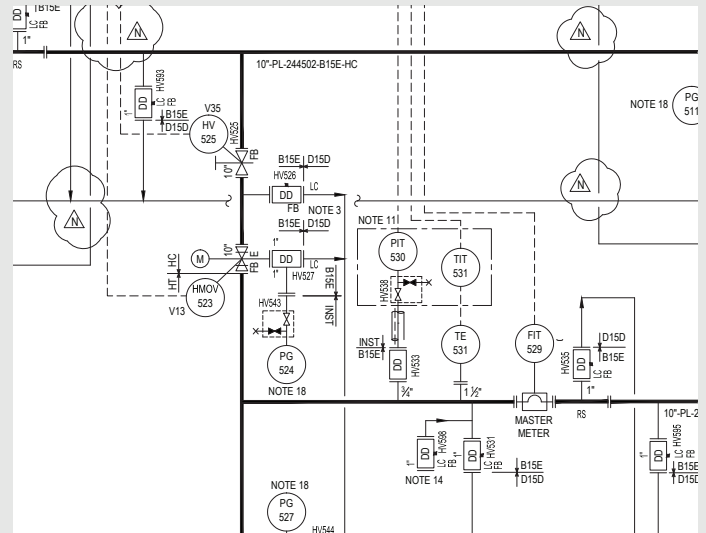 B15E
DD
LC
FB
1"
RS
N
N
10"-PL-244502-B15E-HC
HV593
DD
LC
FB
1"
B15E
D15D
V35
HV
525
HV525
FB
10"
NOTE 18
PG
511
B15E
D15D
HV526
DD
LC
FB
NOTE 3
N
N
B15E
D15D
1"
DD
LC
1"
HV527
M
10"
FB
E
HC
HT
HMOV
523
V13
B15E
INST
HV543
PG
524
NOTE 18
NOTE 11
PIT
530
TIT
531
HV538
INST
B15E
DD
HV533
¾"
TE
531
1 ½"
FIT
529
MASTER
METER
HV535
DD
LC
FB
D15D
B15E
1"
RS
10"-PL-2
HV598
DD
LC
FB
1"
NOTE 14
HV531
DD
LC
FB
1"
B15E
D15D
HV595
DD
LC
FB
1"
B15E
D15D
NOTE 18
PG
527
HV544